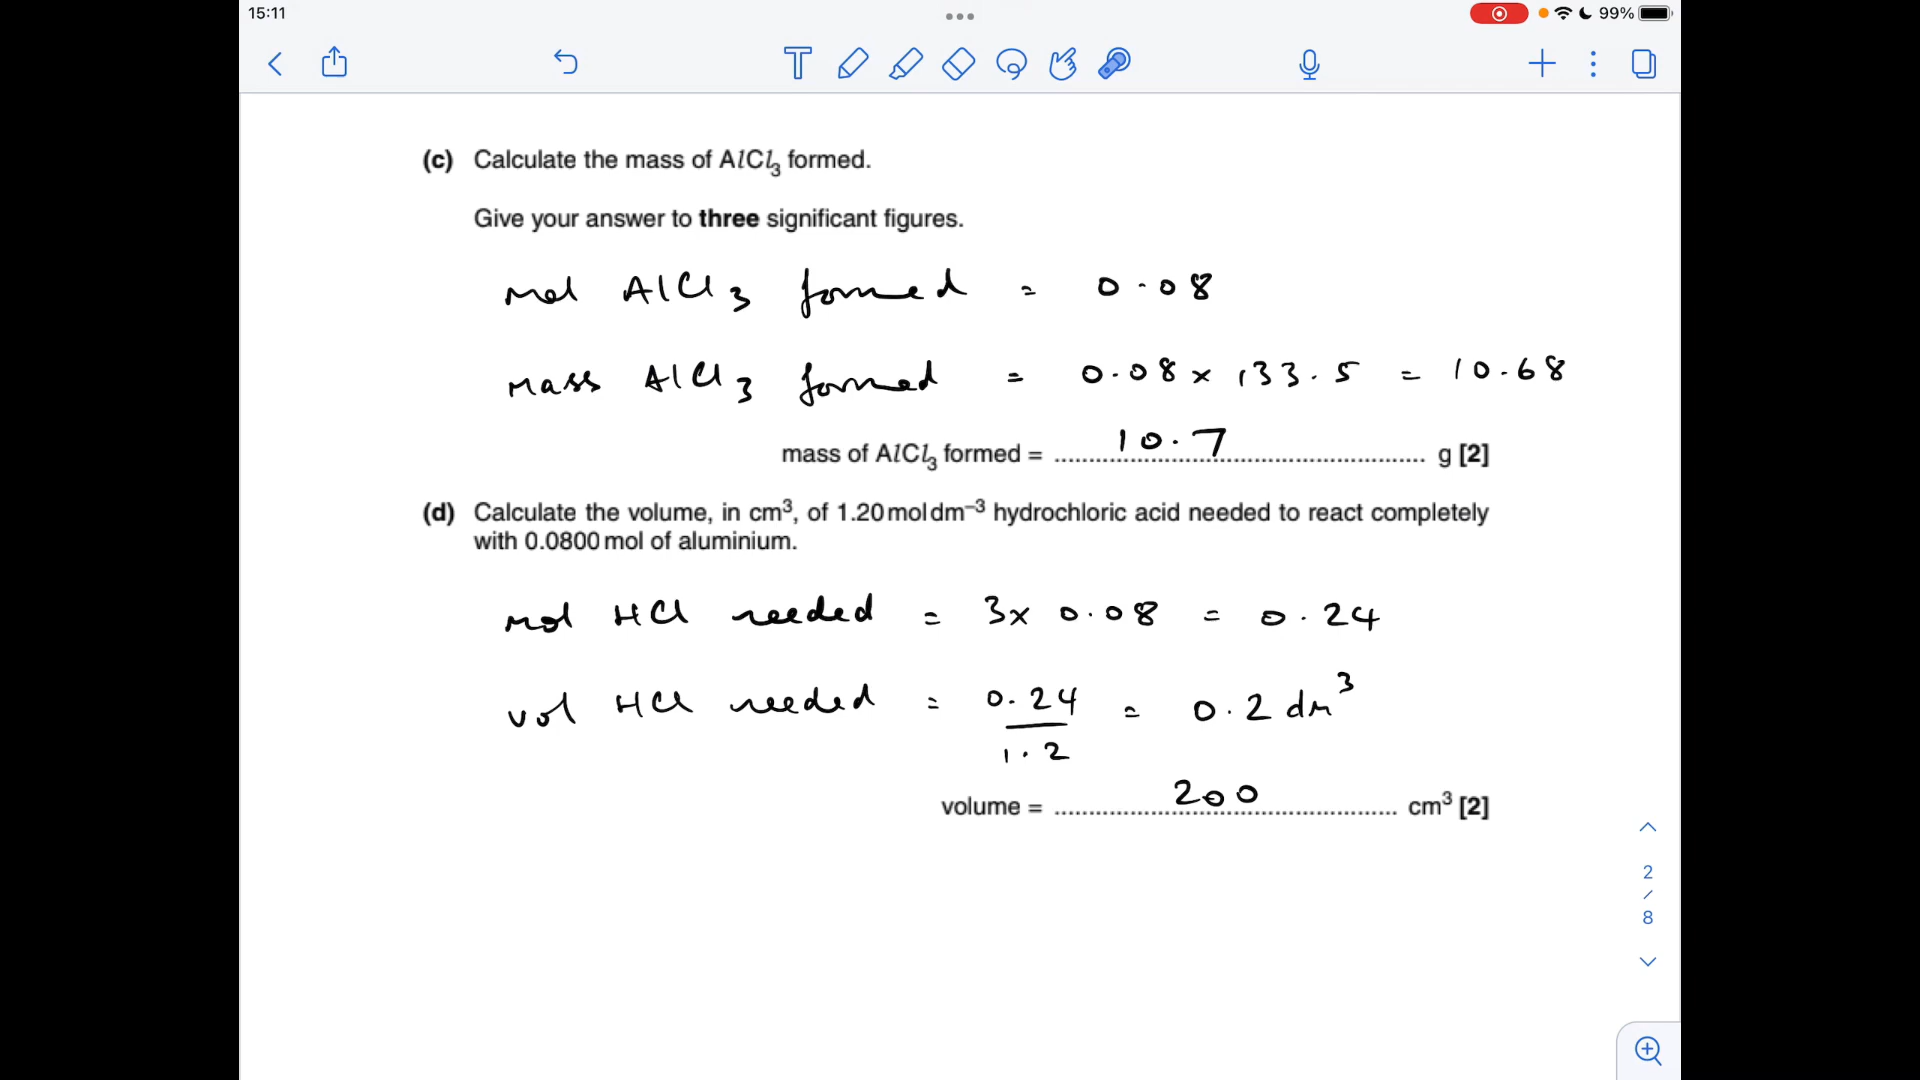 15:11
99%
(c) Calculate the mass of AlCl₃ formed.
Give your answer to three significant figures.
mol AlCl₃ formed = 0.08
mass AlCl₃ formed = 0.08 × 133.5 = 10.68
mass of AlCl₃ formed = 10.7 g [2]
(d) Calculate the volume, in cm³, of 1.20 mol dm⁻³ hydrochloric acid needed to react completely
with 0.0800 mol of aluminium.
mol HCl needed = 3 × 0.08 = 0.24
vol HCl needed = 0.24/1.2 = 0.2 dm³
volume = 200 cm³ [2]
2
/
8